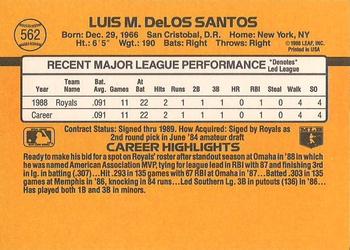 562
LUIS M. DeLOS SANTOS
Born: Dec. 29, 1966 San Cristobal, D.R. Home: New York, NY
Ht.: 6'5" Wgt.: 190 Bats: Right Throws: Right
© 1988 LEAF, INC.
Printed in USA
RECENT MAJOR LEAGUE PERFORMANCE *Denotes* Led League
Year Team Name Bat. Avg. G AB Runs 2B 3B HR RBI Steal Walk SO
1988 Royals .091 11 22 2 1 1 0 1 0 4 4
Career .091 11 22 2 1 1 0 1 0 4 4
Contract Status: Signed thru 1989. How Acquired: Siged by Royals as
2nd round pick in June '84 amateur draft
CAREER HIGHLIGHTS
Ready to make his bid for a spot on Royals' roster after standout season at Omaha in '88 in which
he was named American Association MVP, tying for league lead in RBI with 87 and finishing 3rd
in lg. in batting (.307)...Hit .293 in 135 games with 67 RBI at Omaha in '87...Batted .303 in 135
games at Memphis in '86, knocking in 84 runs...Led Southern Lg. 3B in putouts (136) in '86...
Has played both 1B and 3B in minors.